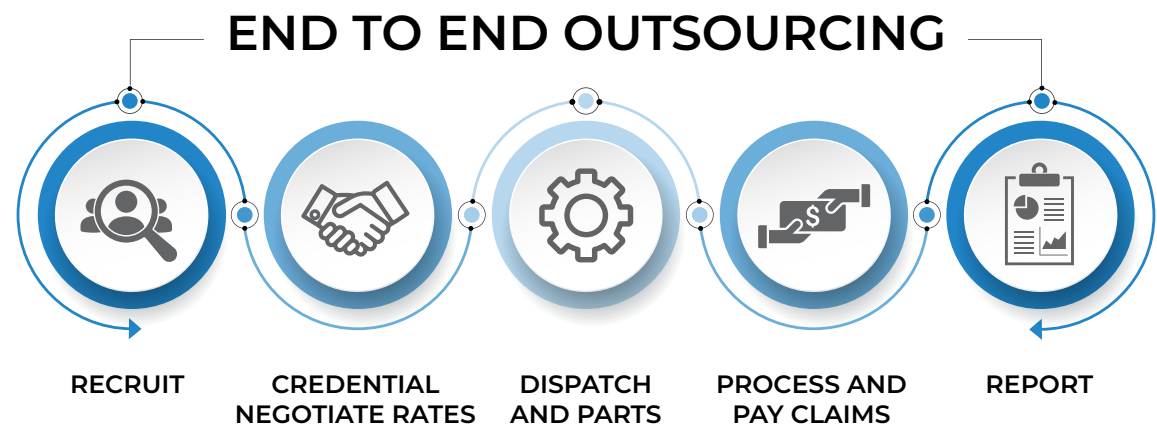 END TO END OUTSOURCING
RECRUIT
CREDENTIAL
NEGOTIATE RATES
DISPATCH
AND PARTS
$
PROCESS AND
PAY CLAIMS
REPORT